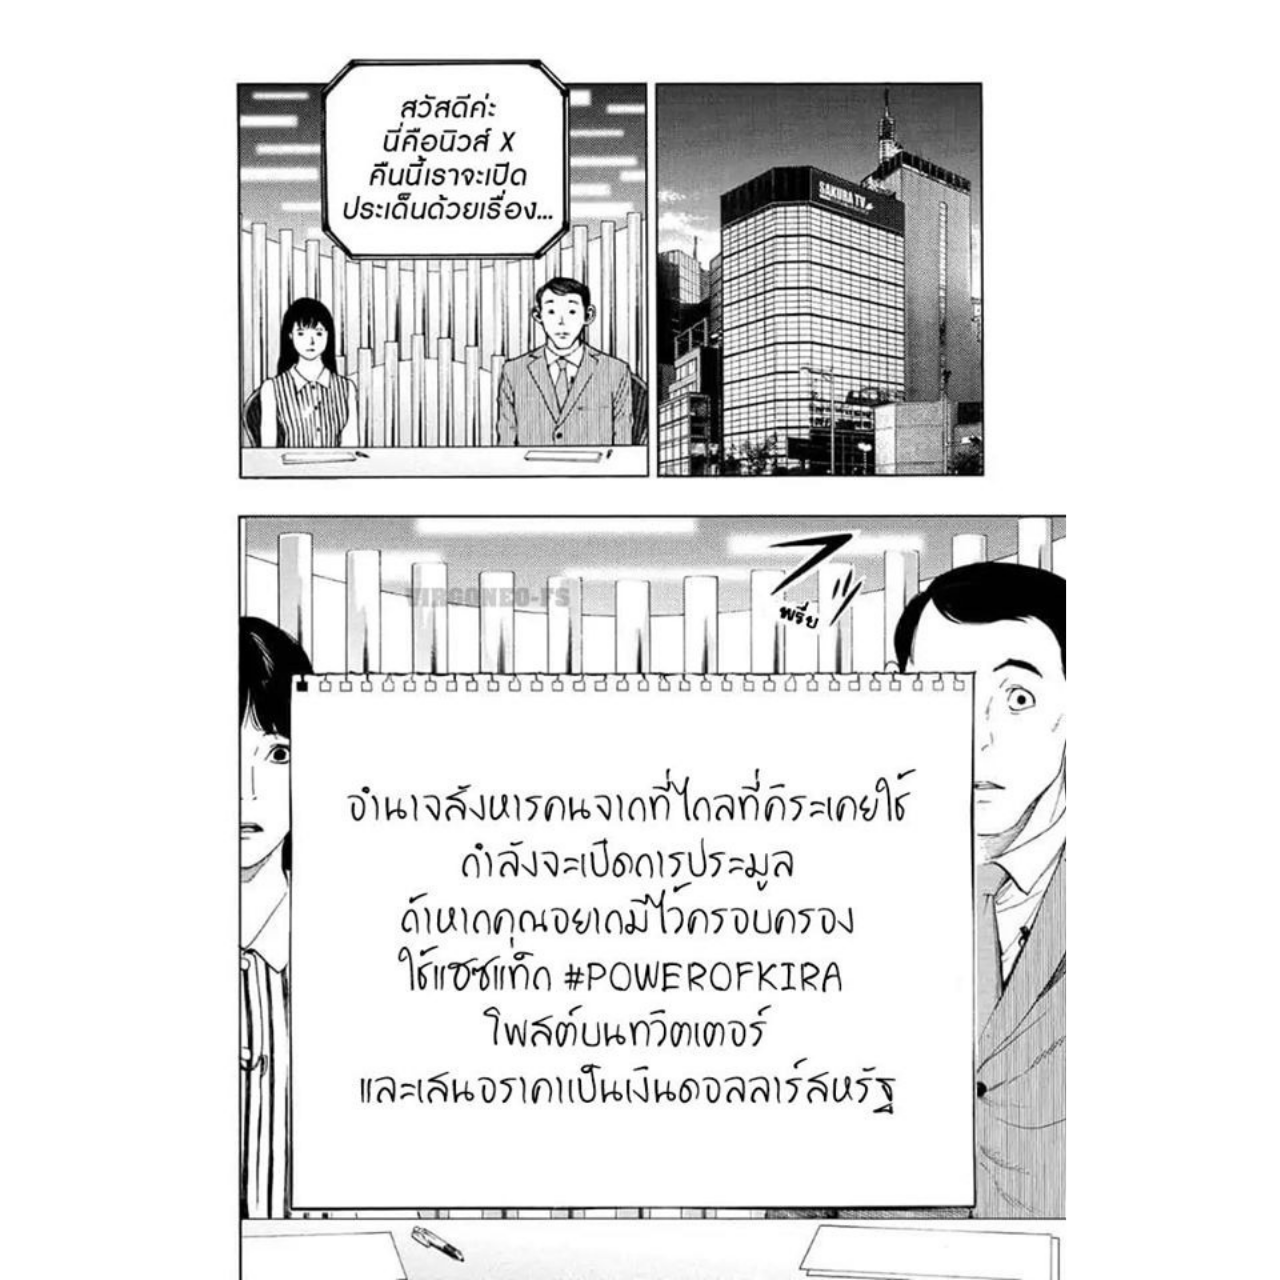 SAKURA TV
สวัสดีค่ะ
นี่คือนิวส์ X
คืนนี้เราจะเปิด
ประเด็นด้วยเรื่อง...
VIRGONEO-FS
พรึ่บ
อำนาจสังหารคนจากที่ไกลที่คิระเคยใช้
กำลังจะเปิดการประมูล
ถ้าหากคุณอยากมีไว้ครอบครอง
ใช้แฮชแท็ก #POWEROFKIRA
โพสต์บนทวิตเตอร์
และเสนอราคาเป็นเงินดอลลาร์สหรัฐ